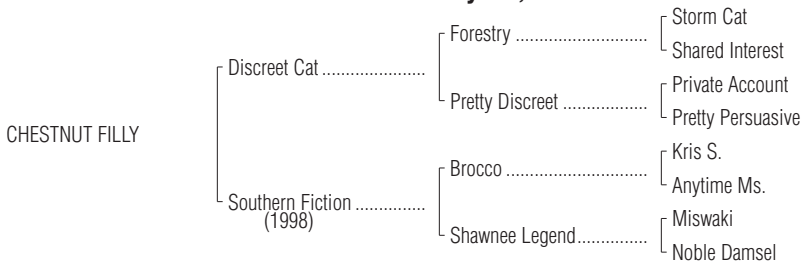 Storm Cat
Forestry ................................
Shared Interest
Discreet Cat ......................
Private Account
Pretty Discreet ....................
Pretty Persuasive
CHESTNUT FILLY
Kris S.
Brocco ..................................
Anytime Ms.
Southern Fiction ...............
(1998)
Miswaki
Shawnee Legend.................
Noble Damsel